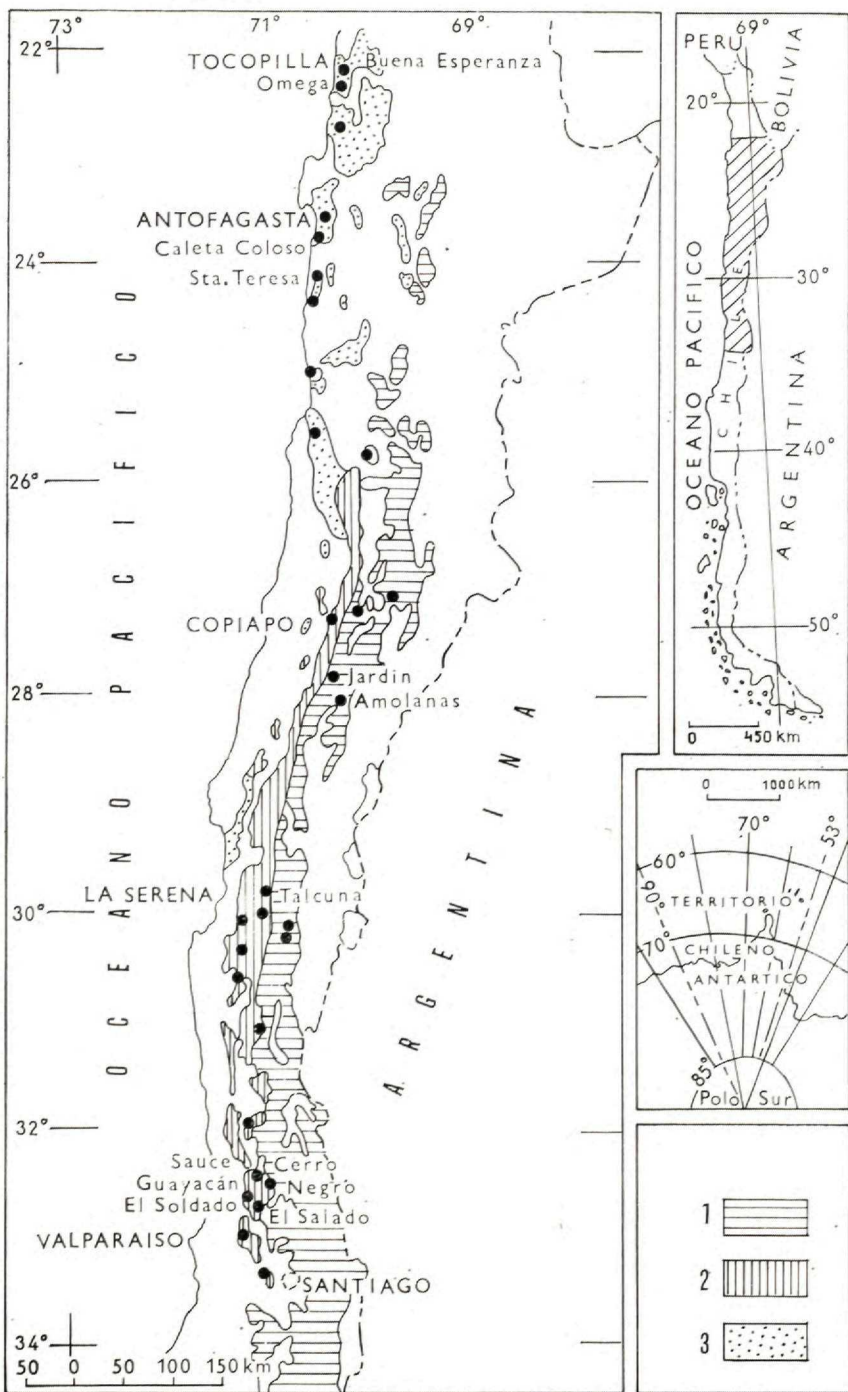 73°
71°
69°
22°
TOCOPILLA
Buena Esperanza
Omega
ANTOFAGASTA
Caleta Coloso
24°
Sta. Teresa
26°
COPIAPO
Jardin
28°
Amolanas
LA SERENA
Talcuna
30°
32°
Sauce
Cerro
Guayacán
Negro
El Soldado
El Salado
VALPARAISO
SANTIAGO
34°
50 0 50 100 150 km
OCEANO PACIFICO
ARGENTINA
69°
PERU
BOLIVIA
20°
30°
OCEANO PACIFICO
CHILE
ARGENTINA
40°
50°
0 450 km
0 1000 km
70°
53°
60°
90°
TERRITORIO
70°
CHILENO
ANTARTICO
85°
Polo Sur
1
2
3